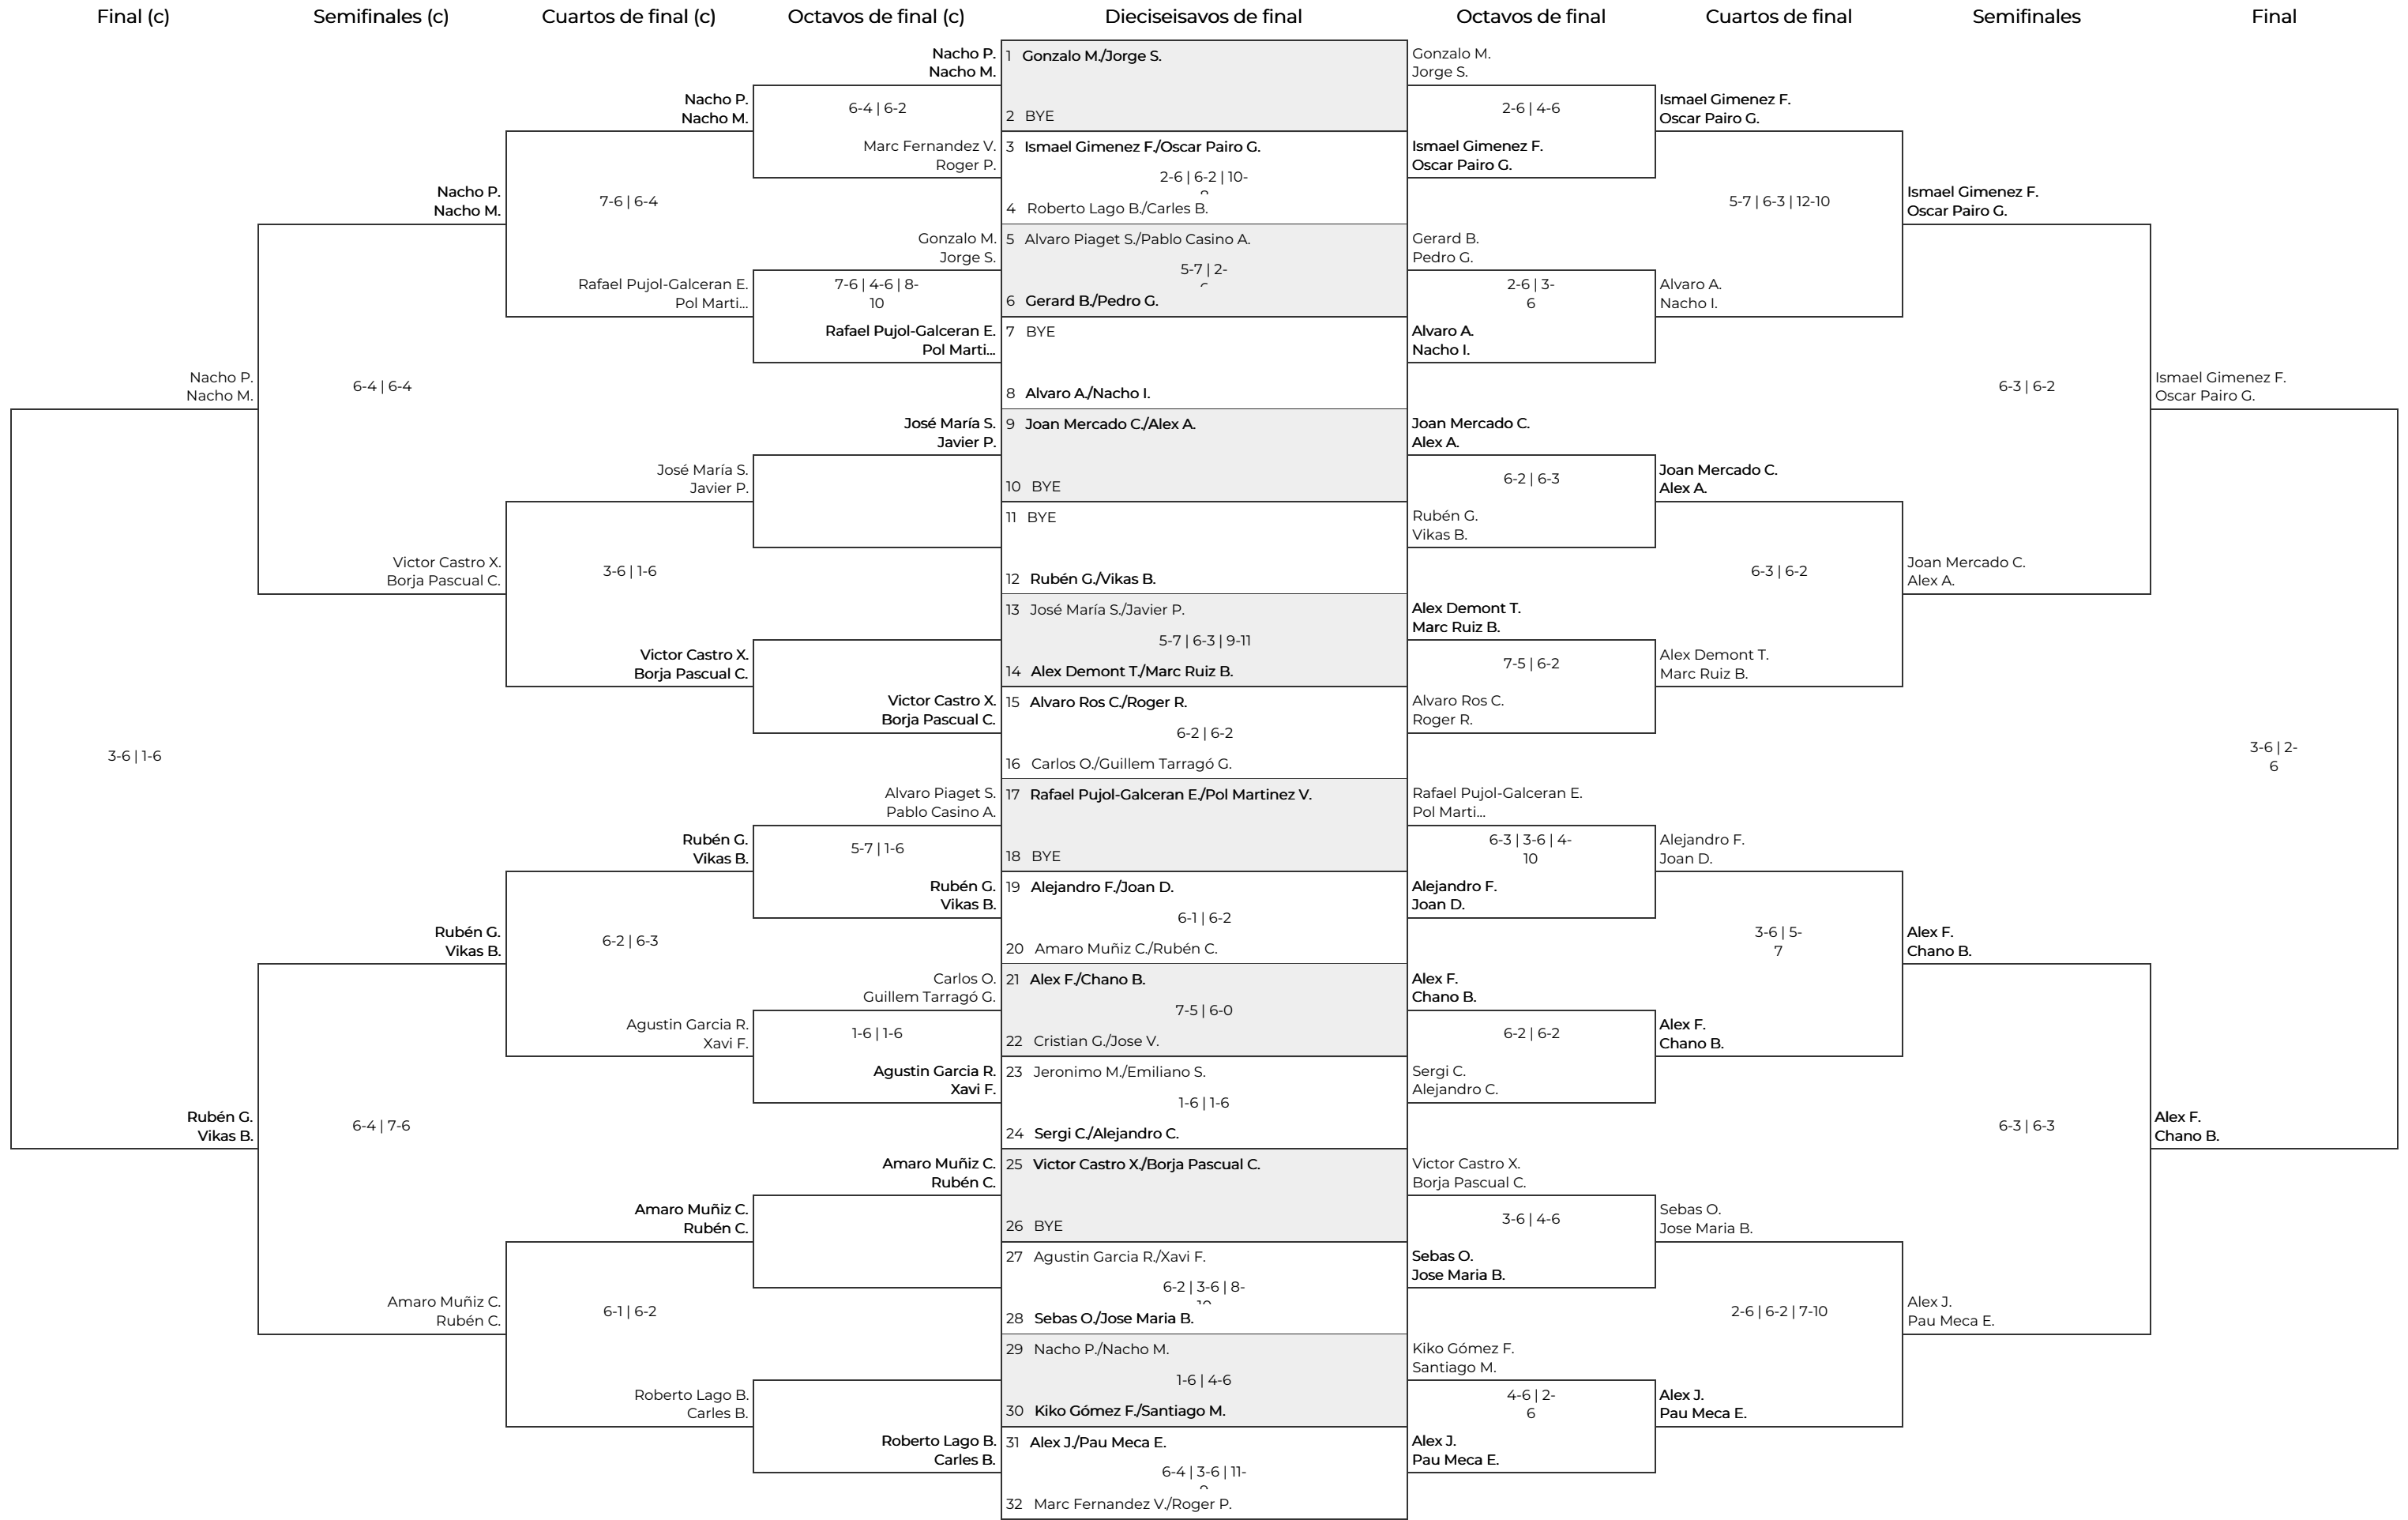 Final (c)
Semifinales (c)
Cuartos de final (c)
Octavos de final (c)
Dieciseisavos de final
Octavos de final
Cuartos de final
Semifinales
Final
Nacho P.
Nacho M.
3-6 | 1-6
Rubén G.
Vikas B.
Nacho P.
Nacho M.
6-4 | 6-4
Victor Castro X.
Borja Pascual C.
Rubén G.
Vikas B.
6-4 | 7-6
Amaro Muñiz C.
Rubén C.
Nacho P.
Nacho M.
7-6 | 6-4
Rafael Pujol-Galceran E.
Pol Marti...
José María S.
Javier P.
3-6 | 1-6
Victor Castro X.
Borja Pascual C.
Rubén G.
Vikas B.
6-2 | 6-3
Agustin Garcia R.
Xavi F.
Amaro Muñiz C.
Rubén C.
6-1 | 6-2
Roberto Lago B.
Carles B.
Nacho P.
Nacho M.
6-4 | 6-2
Marc Fernandez V.
Roger P.
Gonzalo M.
Jorge S.
7-6 | 4-6 | 8-
10
Rafael Pujol-Galceran E.
Pol Marti...
José María S.
Javier P.
Victor Castro X.
Borja Pascual C.
Alvaro Piaget S.
Pablo Casino A.
5-7 | 1-6
Rubén G.
Vikas B.
Carlos O.
Guillem Tarragó G.
1-6 | 1-6
Agustin Garcia R.
Xavi F.
Amaro Muñiz C.
Rubén C.
Roberto Lago B.
Carles B.
1 Gonzalo M./Jorge S.
2 BYE
3 Ismael Gimenez F./Oscar Pairo G.
2-6 | 6-2 | 10-
4 Roberto Lago B./Carles B.
5 Alvaro Piaget S./Pablo Casino A.
5-7 | 2-
6 Gerard B./Pedro G.
7 BYE
8 Alvaro A./Nacho I.
9 Joan Mercado C./Alex A.
10 BYE
11 BYE
12 Rubén G./Vikas B.
13 José María S./Javier P.
5-7 | 6-3 | 9-11
14 Alex Demont T./Marc Ruiz B.
15 Alvaro Ros C./Roger R.
6-2 | 6-2
16 Carlos O./Guillem Tarragó G.
17 Rafael Pujol-Galceran E./Pol Martinez V.
18 BYE
19 Alejandro F./Joan D.
6-1 | 6-2
20 Amaro Muñiz C./Rubén C.
21 Alex F./Chano B.
7-5 | 6-0
22 Cristian G./Jose V.
23 Jeronimo M./Emiliano S.
1-6 | 1-6
24 Sergi C./Alejandro C.
25 Victor Castro X./Borja Pascual C.
26 BYE
27 Agustin Garcia R./Xavi F.
6-2 | 3-6 | 8-
28 Sebas O./Jose Maria B.
29 Nacho P./Nacho M.
1-6 | 4-6
30 Kiko Gómez F./Santiago M.
31 Alex J./Pau Meca E.
6-4 | 3-6 | 11-
32 Marc Fernandez V./Roger P.
Gonzalo M.
Jorge S.
2-6 | 4-6
Ismael Gimenez F.
Oscar Pairo G.
Gerard B.
Pedro G.
2-6 | 3-
6
Alvaro A.
Nacho I.
Joan Mercado C.
Alex A.
6-2 | 6-3
Rubén G.
Vikas B.
Alex Demont T.
Marc Ruiz B.
7-5 | 6-2
Alvaro Ros C.
Roger R.
Rafael Pujol-Galceran E.
Pol Marti...
6-3 | 3-6 | 4-
10
Alejandro F.
Joan D.
Alex F.
Chano B.
6-2 | 6-2
Sergi C.
Alejandro C.
Victor Castro X.
Borja Pascual C.
3-6 | 4-6
Sebas O.
Jose Maria B.
Kiko Gómez F.
Santiago M.
4-6 | 2-
6
Alex J.
Pau Meca E.
Ismael Gimenez F.
Oscar Pairo G.
5-7 | 6-3 | 12-10
Alvaro A.
Nacho I.
Joan Mercado C.
Alex A.
6-3 | 6-2
Alex Demont T.
Marc Ruiz B.
Alejandro F.
Joan D.
3-6 | 5-
7
Alex F.
Chano B.
Sebas O.
Jose Maria B.
2-6 | 6-2 | 7-10
Alex J.
Pau Meca E.
Ismael Gimenez F.
Oscar Pairo G.
6-3 | 6-2
Joan Mercado C.
Alex A.
Alex F.
Chano B.
6-3 | 6-3
Alex J.
Pau Meca E.
Ismael Gimenez F.
Oscar Pairo G.
3-6 | 2-
6
Alex F.
Chano B.